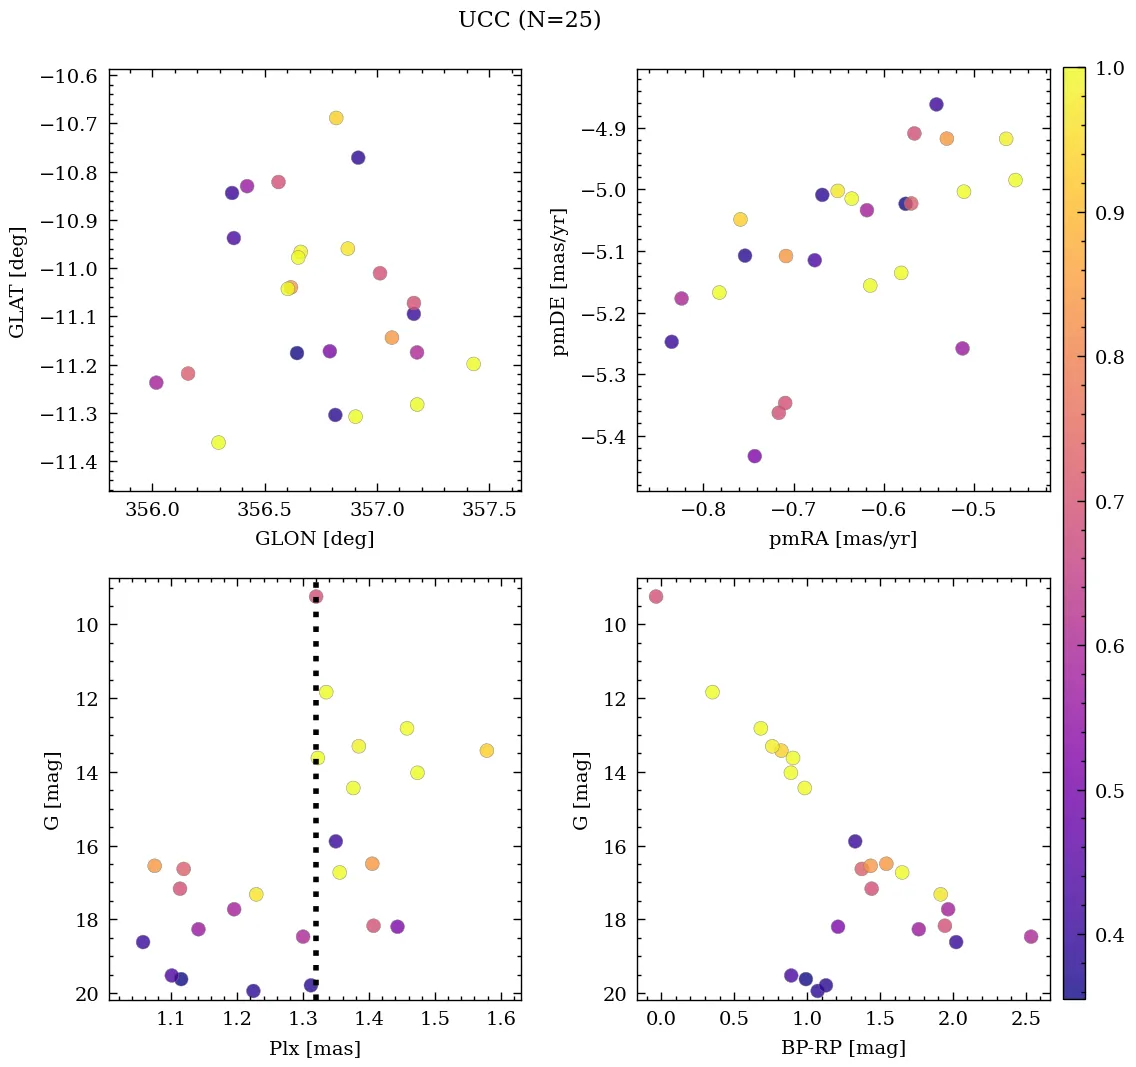 UCC (N=25)
−10.6
−10.7
−10.8
−10.9
−11.0
−11.1
−11.2
−11.3
−11.4
GLAT [deg]
356.0 356.5 357.0 357.5
GLON [deg]
−4.9
−5.0
−5.1
−5.2
−5.3
−5.4
pmDE [mas/yr]
−0.8 −0.7 −0.6 −0.5
pmRA [mas/yr]
1.0
0.9
0.8
0.7
0.6
0.5
0.4
10
12
14
16
18
20
G [mag]
1.1 1.2 1.3 1.4 1.5 1.6
Plx [mas]
10
12
14
16
18
20
G [mag]
0.0 0.5 1.0 1.5 2.0 2.5
BP-RP [mag]